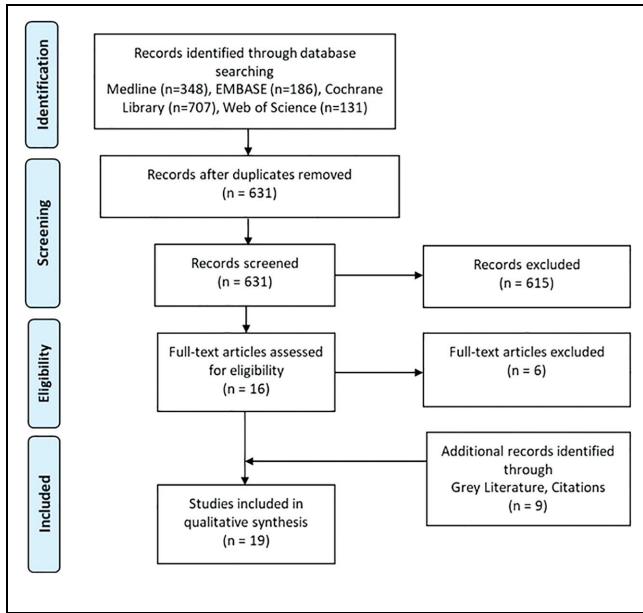 Identification
Records identified through database
searching
Medline (n=348), EMBASE (n=186), Cochrane
Library (n=707), Web of Science (n=131)
Screening
Records after duplicates removed
(n = 631)
Records screened
(n = 631)
Records excluded
(n = 615)
Eligibility
Full-text articles assessed
for eligibility
(n = 16)
Full-text articles excluded
(n = 6)
Included
Additional records identified
through
Grey Literature, Citations
(n = 9)
Studies included in
qualitative synthesis
(n = 19)